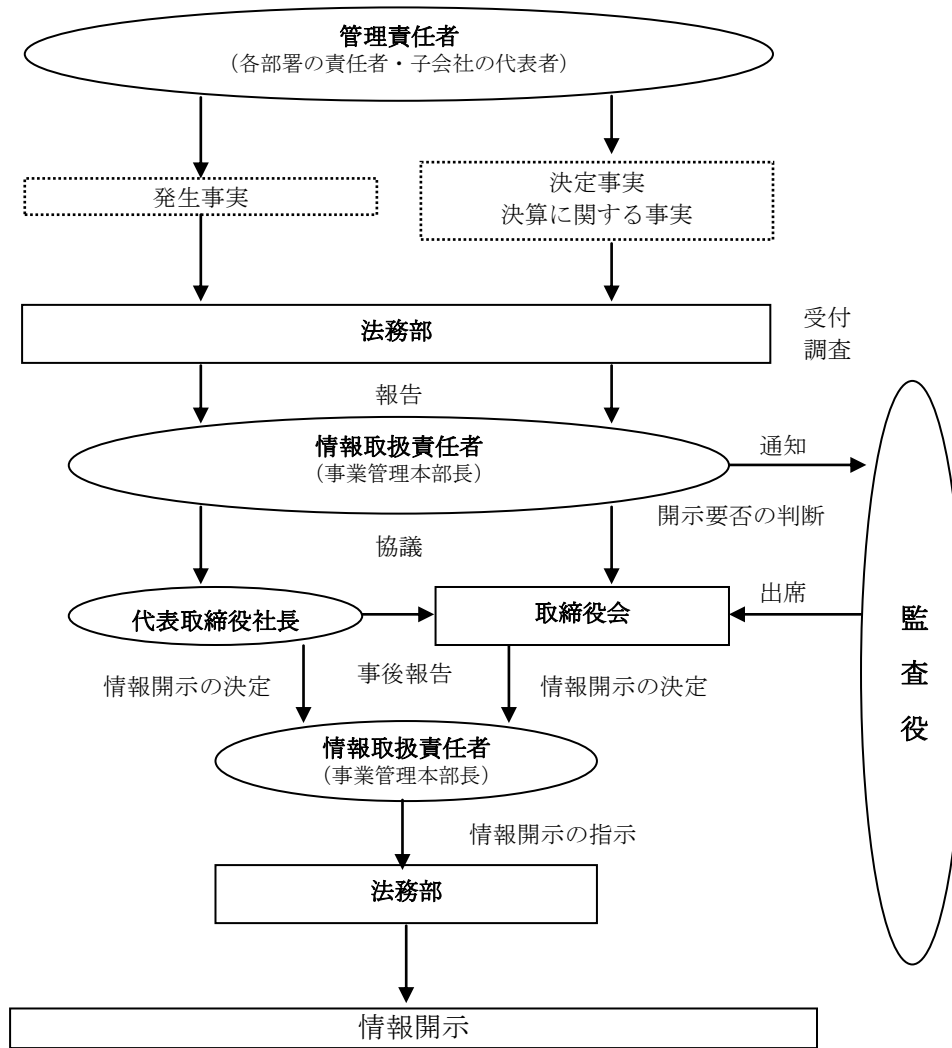 管理責任者
（各部署の責任者・子会社の代表者）
発生事実
決定事実
決算に関する事実
法務部
受付
調査
報告
情報取扱責任者
（事業管理本部長）
通知
開示要否の判断
協議
代表取締役社長
取締役会
出席
監査役
事後報告
情報開示の決定
情報開示の決定
情報取扱責任者
（事業管理本部長）
情報開示の指示
法務部
情報開示